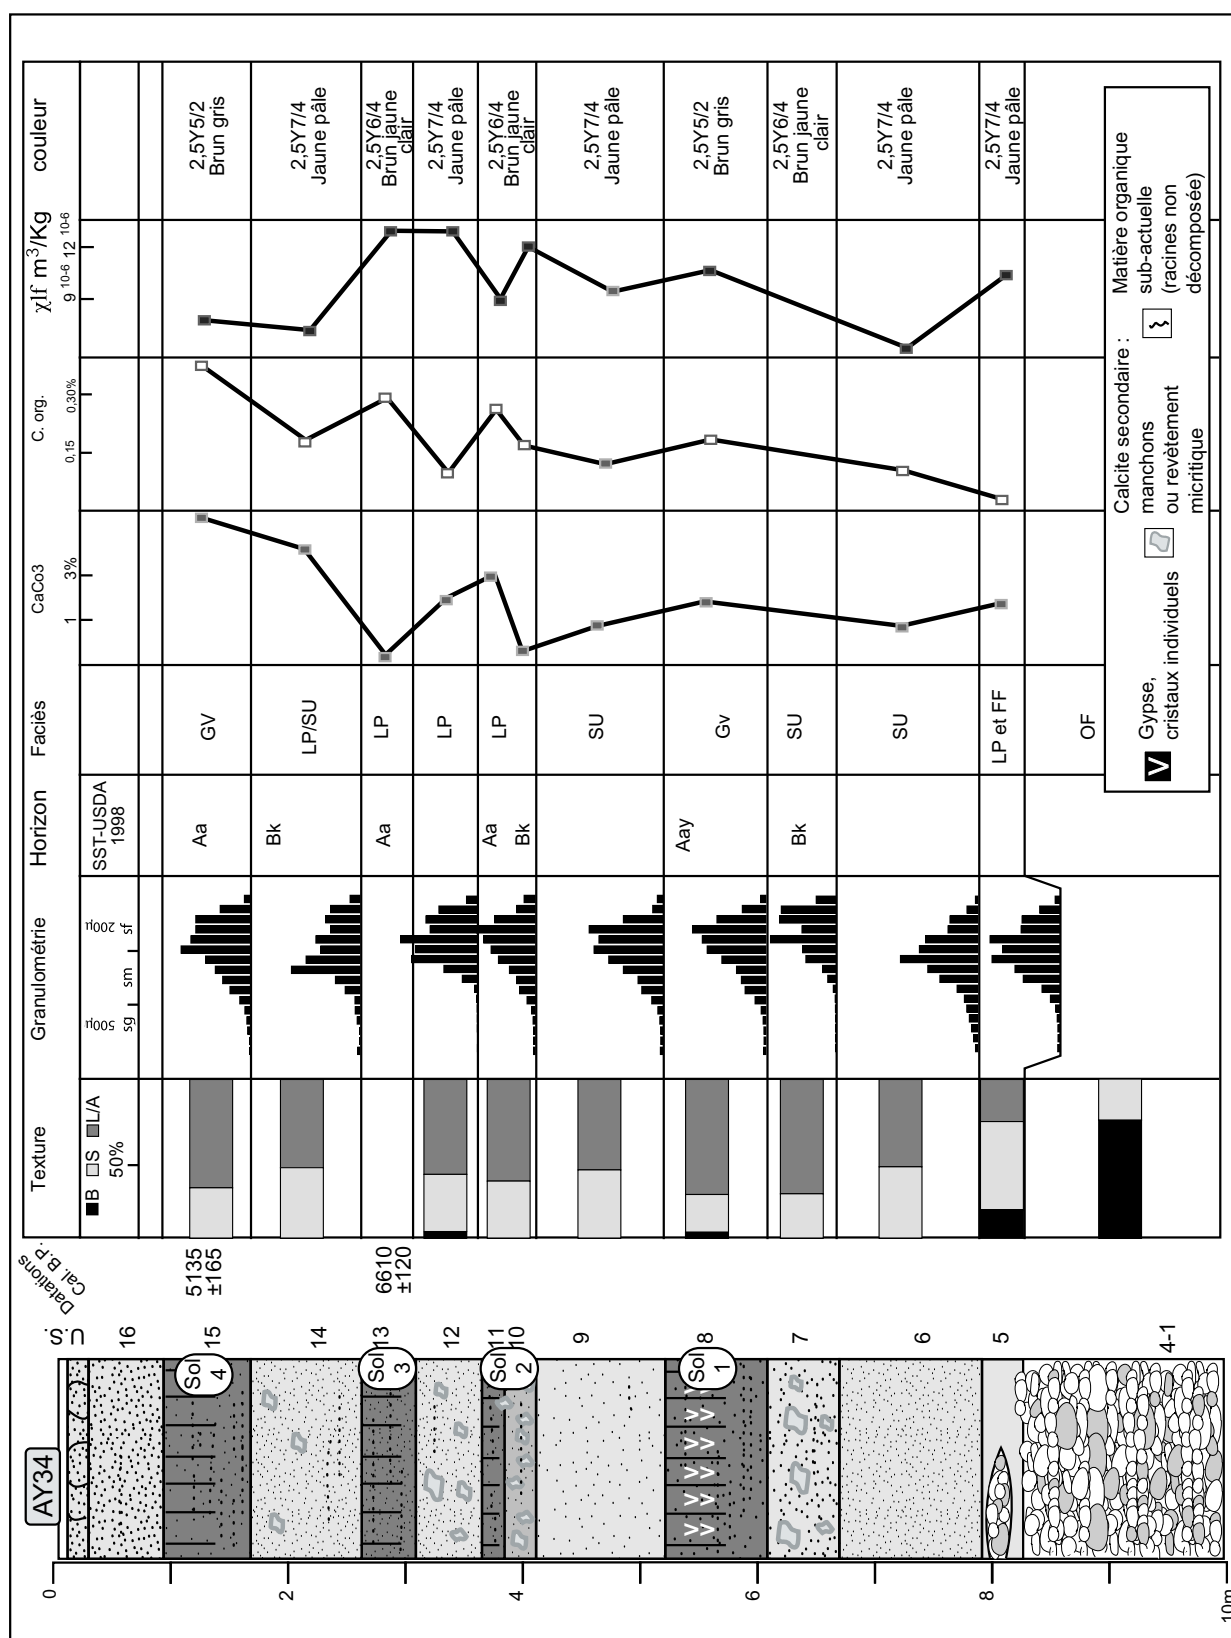 AY34
U.S.
Datations
Cal. B.P.
Texture
Granulométrie
Horizon
Faciès
CaCo3
C. org.
χlf m³/Kg
couleur
B S L/A
50%
500µ 200µ
sg sm sf
SST-USDA
1998
1 3%
0,15 0,30%
9 10-6 12 10-6
16
Sol
4
15
5135
±165
Aa
GV
2,5Y5/2
Brun gris
14
Bk
LP/SU
2,5Y7/4
Jaune pâle
Sol
3
13
6610
±120
Aa
LP
2,5Y6/4
Brun jaune
clair
12
LP
2,5Y7/4
Jaune pâle
Sol
2
11
10
Aa
Bk
LP
2,5Y6/4
Brun jaune
clair
9
SU
2,5Y7/4
Jaune pâle
Sol
1
8
V V V V V
V V V V V
Aay
Gv
2,5Y5/2
Brun gris
7
Bk
SU
2,5Y6/4
Brun jaune
clair
6
SU
2,5Y7/4
Jaune pâle
5
LP et FF
2,5Y7/4
Jaune pâle
4-1
OF
0
2
4
6
8
10m
V
Gypse,
cristaux individuels
Calcite secondaire :
manchons
ou revètement
micritique
Matière organique
sub-actuelle
(racines non
décomposée)